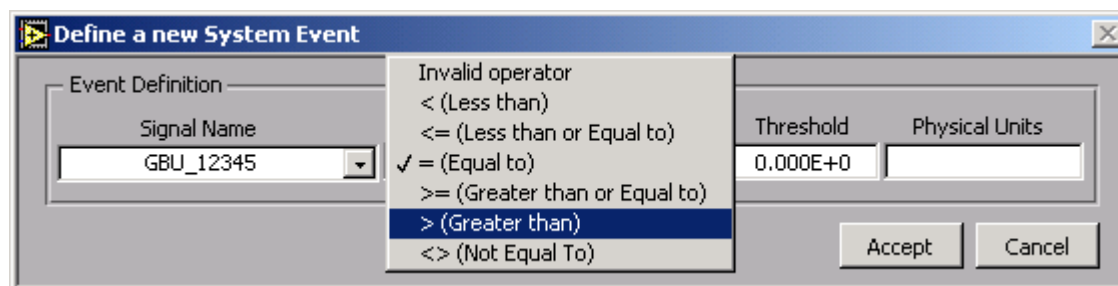 Define a new System Event
Event Definition
Signal Name
GBU_12345
Invalid operator
< (Less than)
<= (Less than or Equal to)
= (Equal to)
>= (Greater than or Equal to)
> (Greater than)
<> (Not Equal To)
Threshold
0.000E+0
Physical Units
Accept
Cancel